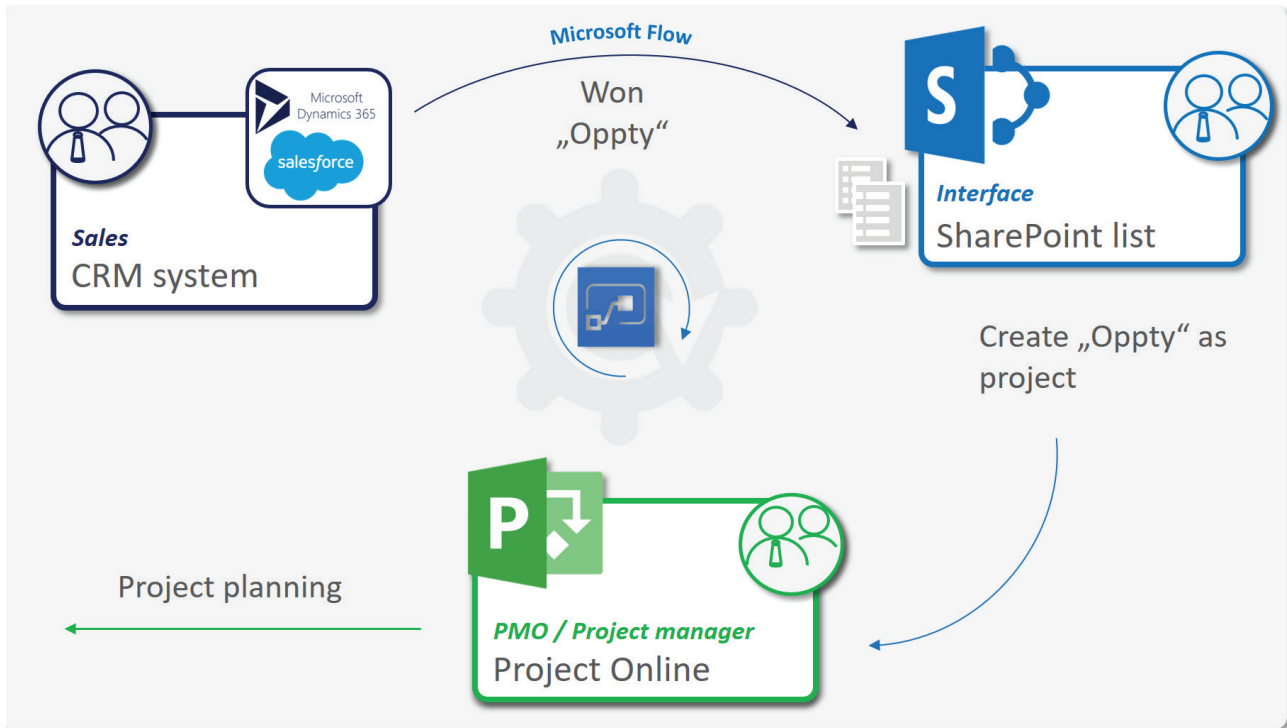 Microsoft Flow
Won
„Oppty“
Microsoft
Dynamics 365
salesforce
Sales
CRM system
S
Interface
SharePoint list
Create „Oppty“ as
project
P
PMO / Project manager
Project Online
Project planning